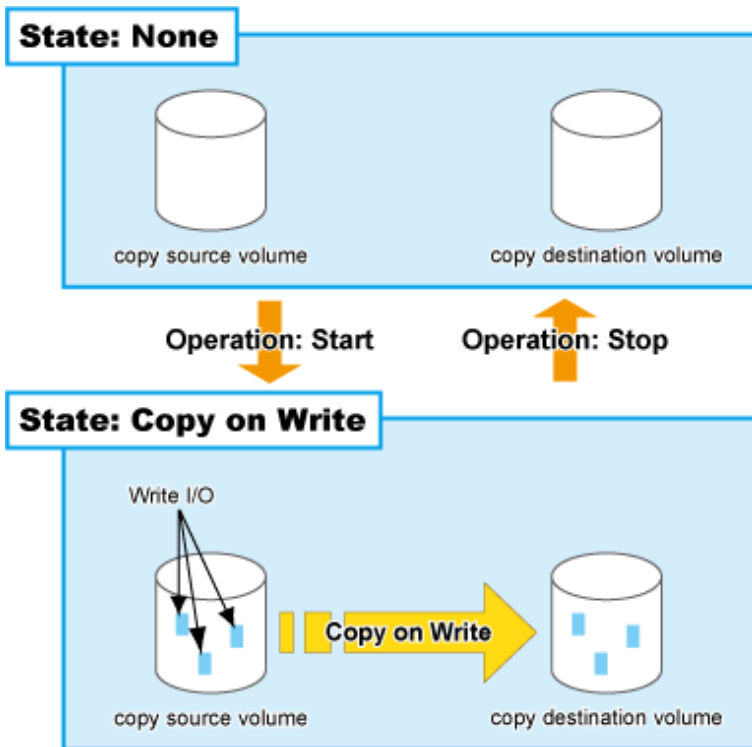 State: None
copy source volume
copy destination volume
Operation: Start
Operation: Stop
State: Copy on Write
Write I/O
Copy on Write
copy source volume
copy destination volume